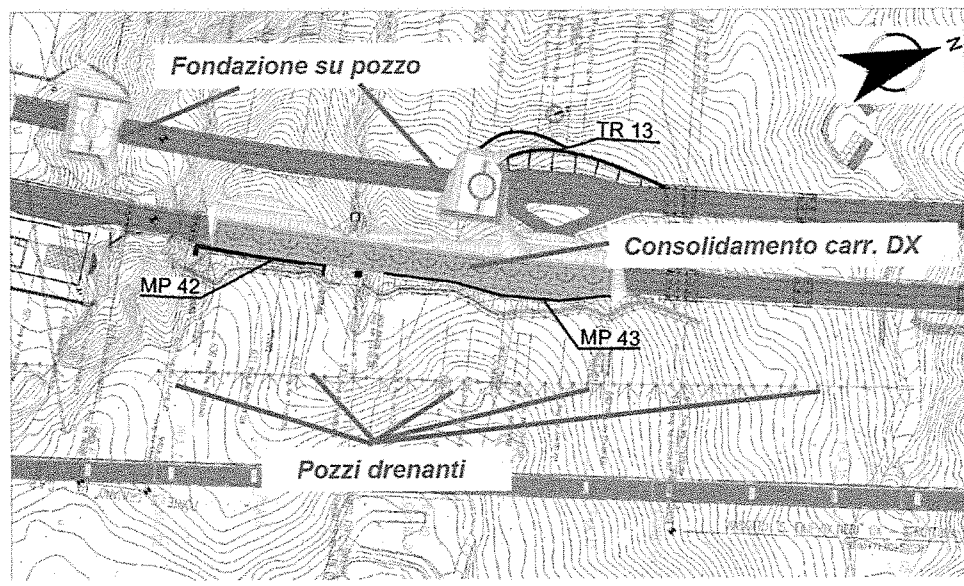 Fondazione su pozzo
N
TR 13
Consolidamento carr. DX
MP 42
MP 43
Pozzi drenanti